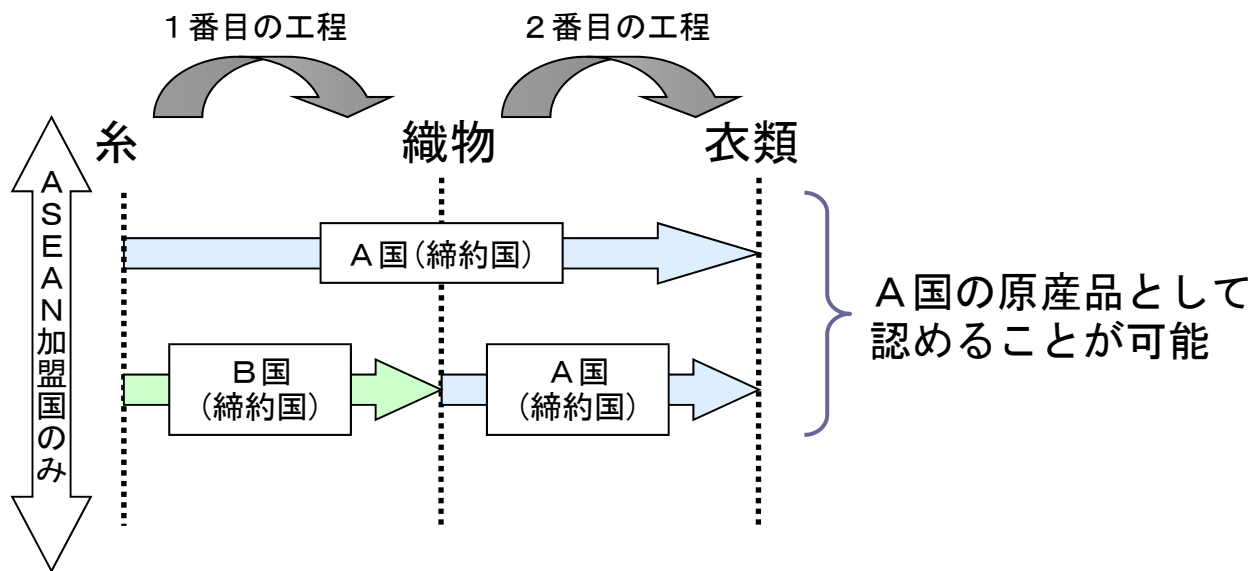 １番目の工程
２番目の工程
糸
織物
衣類
ＡＳＥＡＮ加盟国のみ
Ａ国（締約国）
Ｂ国
（締約国）
Ａ国
（締約国）
Ａ国の原産品として
認めることが可能